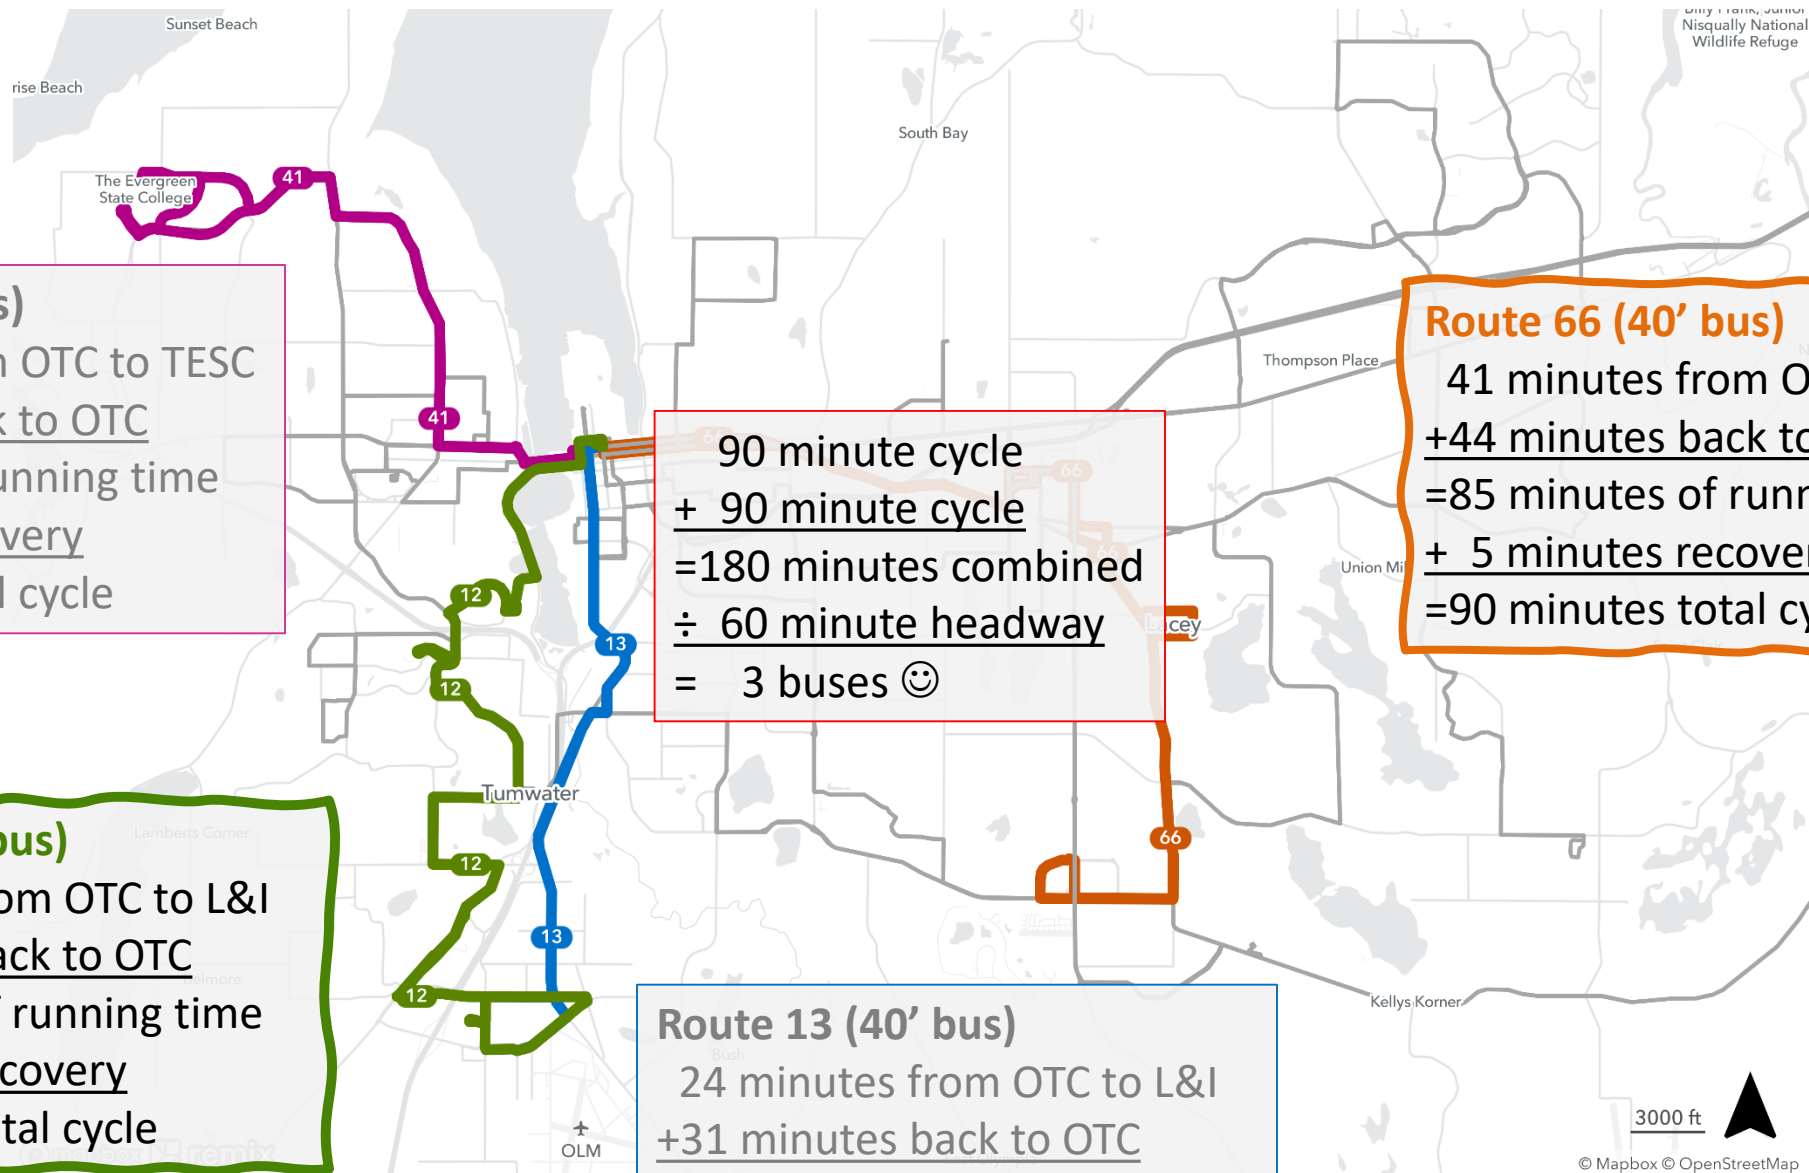 Sunset Beach
rise Beach
Nisqually National
Wildlife Refuge
South Bay
The Evergreen
State College
41
s)
n OTC to TESC
k to OTC
unning time
very
l cycle
41
Thompson Place
Route 66 (40’ bus)
41 minutes from O
+44 minutes back to
=85 minutes of runn
+ 5 minutes recover
=90 minutes total cy
66
66
66
90 minute cycle
+ 90 minute cycle
=180 minutes combined
÷ 60 minute headway
= 3 buses ☺
Union Mi
Lacey
12
13
12
Tumwater
66
Lamberts Corner
bus)
om OTC to L&I
ack to OTC
f running time
covery
tal cycle
Belmore
12
13
12
Kellys Korner
Route 13 (40’ bus)
24 minutes from OTC to L&I
+31 minutes back to OTC
Bush
OLM
mapbox remix
3000 ft
© Mapbox © OpenStreetMap